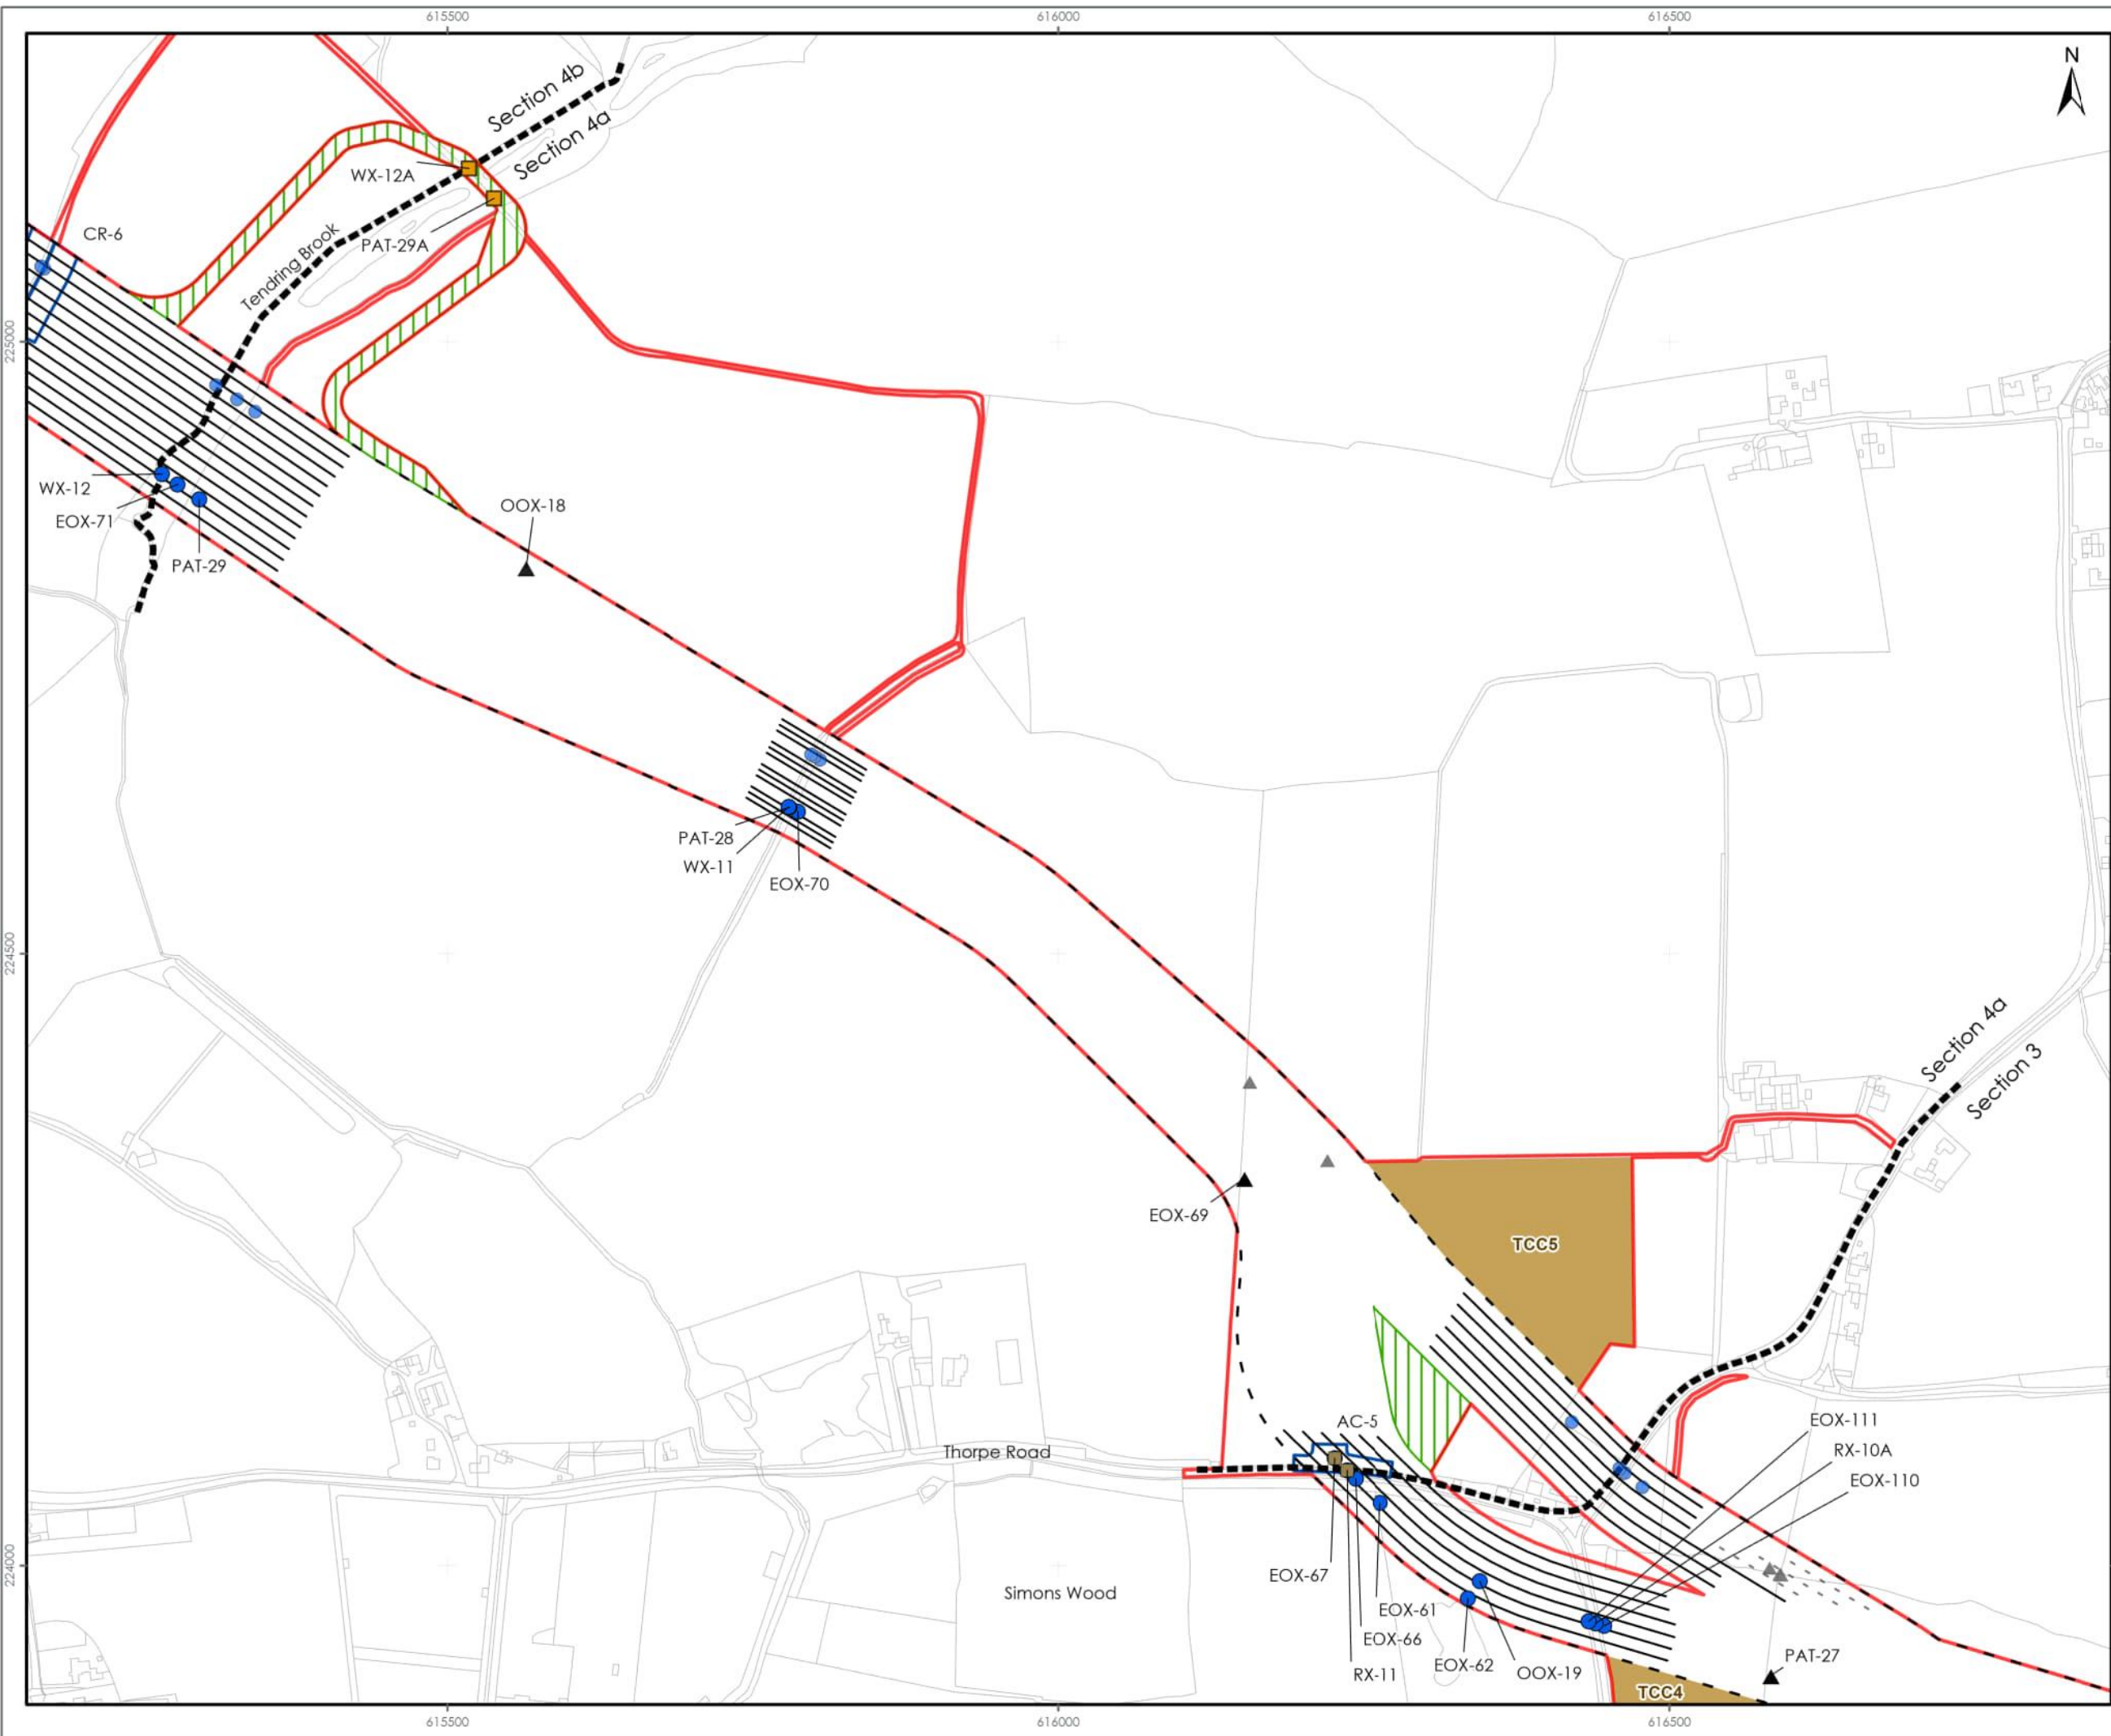 615500
616000
616500
N
Section 4b
Section 4a
WX-12A
CR-6
Tendring Brook
PAT-29A
225000
WX-12
OOX-18
EOX-71
PAT-29
PAT-28
WX-11
EOX-70
224500
Section 4a
Section 3
EOX-69
TCC5
AC-5
EOX-111
Thorpe Road
RX-10A
EOX-110
224000
EOX-67
Simons Wood
EOX-61
EOX-66
EOX-62
RX-11
OOX-19
PAT-27
TCC4
615500
616000
616500